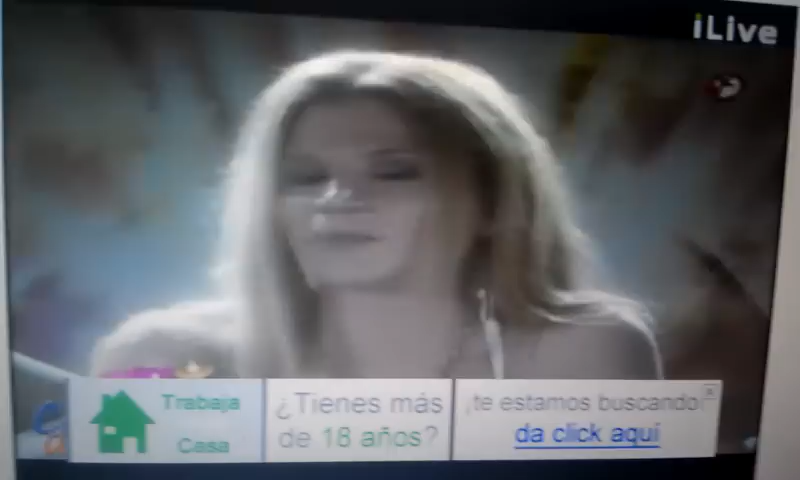 iLive
Trabaja
Casa
¿Tienes más
de 18 años?
¡te estamos buscando!
da click aquí